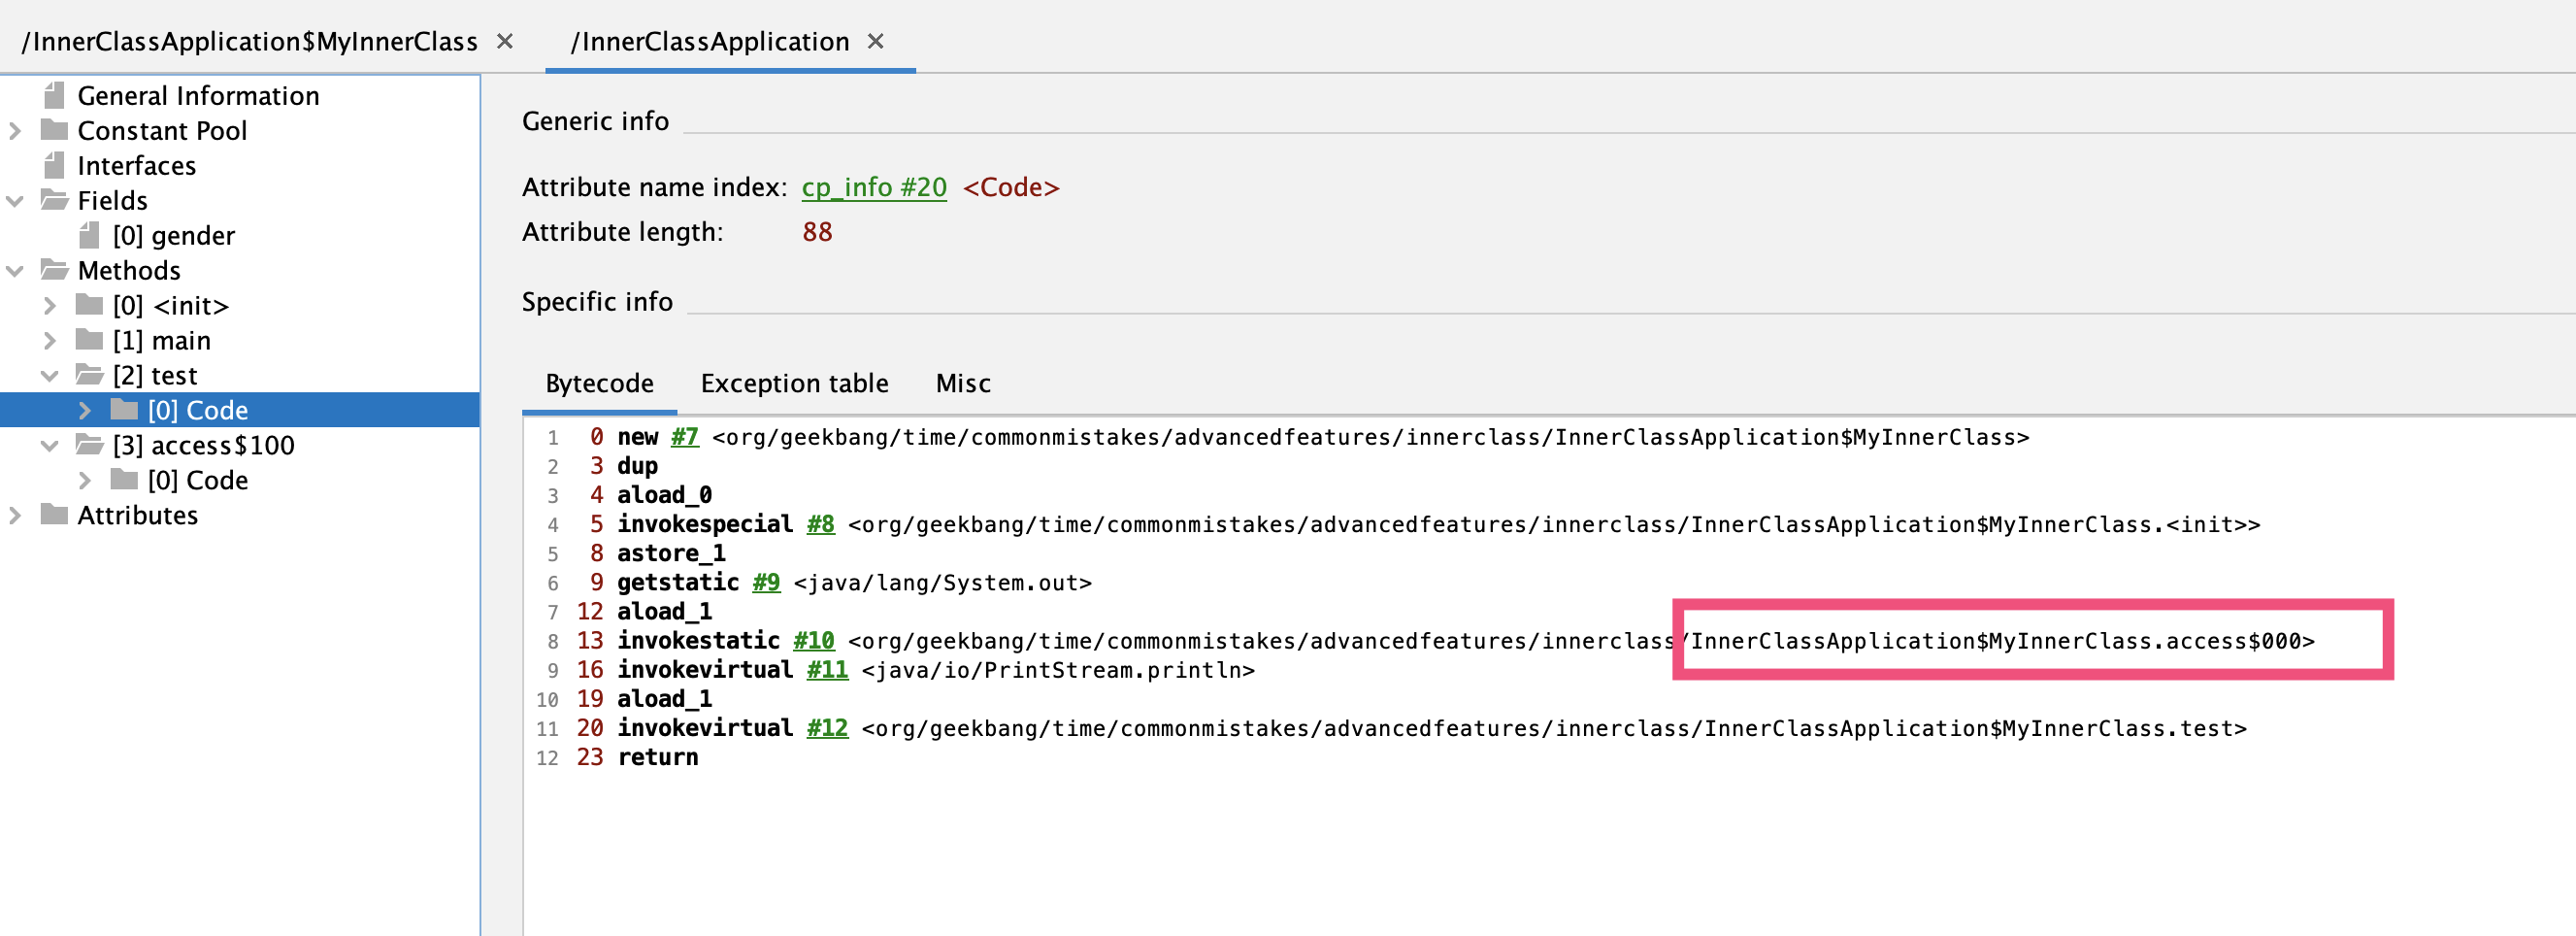 /InnerClassApplication$MyInnerClass × /InnerClassApplication ×
General Information
Constant Pool
Interfaces
Fields
[0] gender
Methods
[0] <init>
[1] main
[2] test
[0] Code
[3] access$100
[0] Code
Attributes
Generic info
Attribute name index: cp_info #20 <Code>
Attribute length: 88
Specific info
Bytecode Exception table Misc
1 0 new #7 <org/geekbang/time/commonmistakes/advancedfeatures/innerclass/InnerClassApplication$MyInnerClass>
2 3 dup
3 4 aload_0
4 5 invokespecial #8 <org/geekbang/time/commonmistakes/advancedfeatures/innerclass/InnerClassApplication$MyInnerClass.<init>>
5 8 astore_1
6 9 getstatic #9 <java/lang/System.out>
7 12 aload_1
8 13 invokestatic #10 <org/geekbang/time/commonmistakes/advancedfeatures/innerclass/InnerClassApplication$MyInnerClass.access$000>
9 16 invokevirtual #11 <java/io/PrintStream.println>
10 19 aload_1
11 20 invokevirtual #12 <org/geekbang/time/commonmistakes/advancedfeatures/innerclass/InnerClassApplication$MyInnerClass.test>
12 23 return